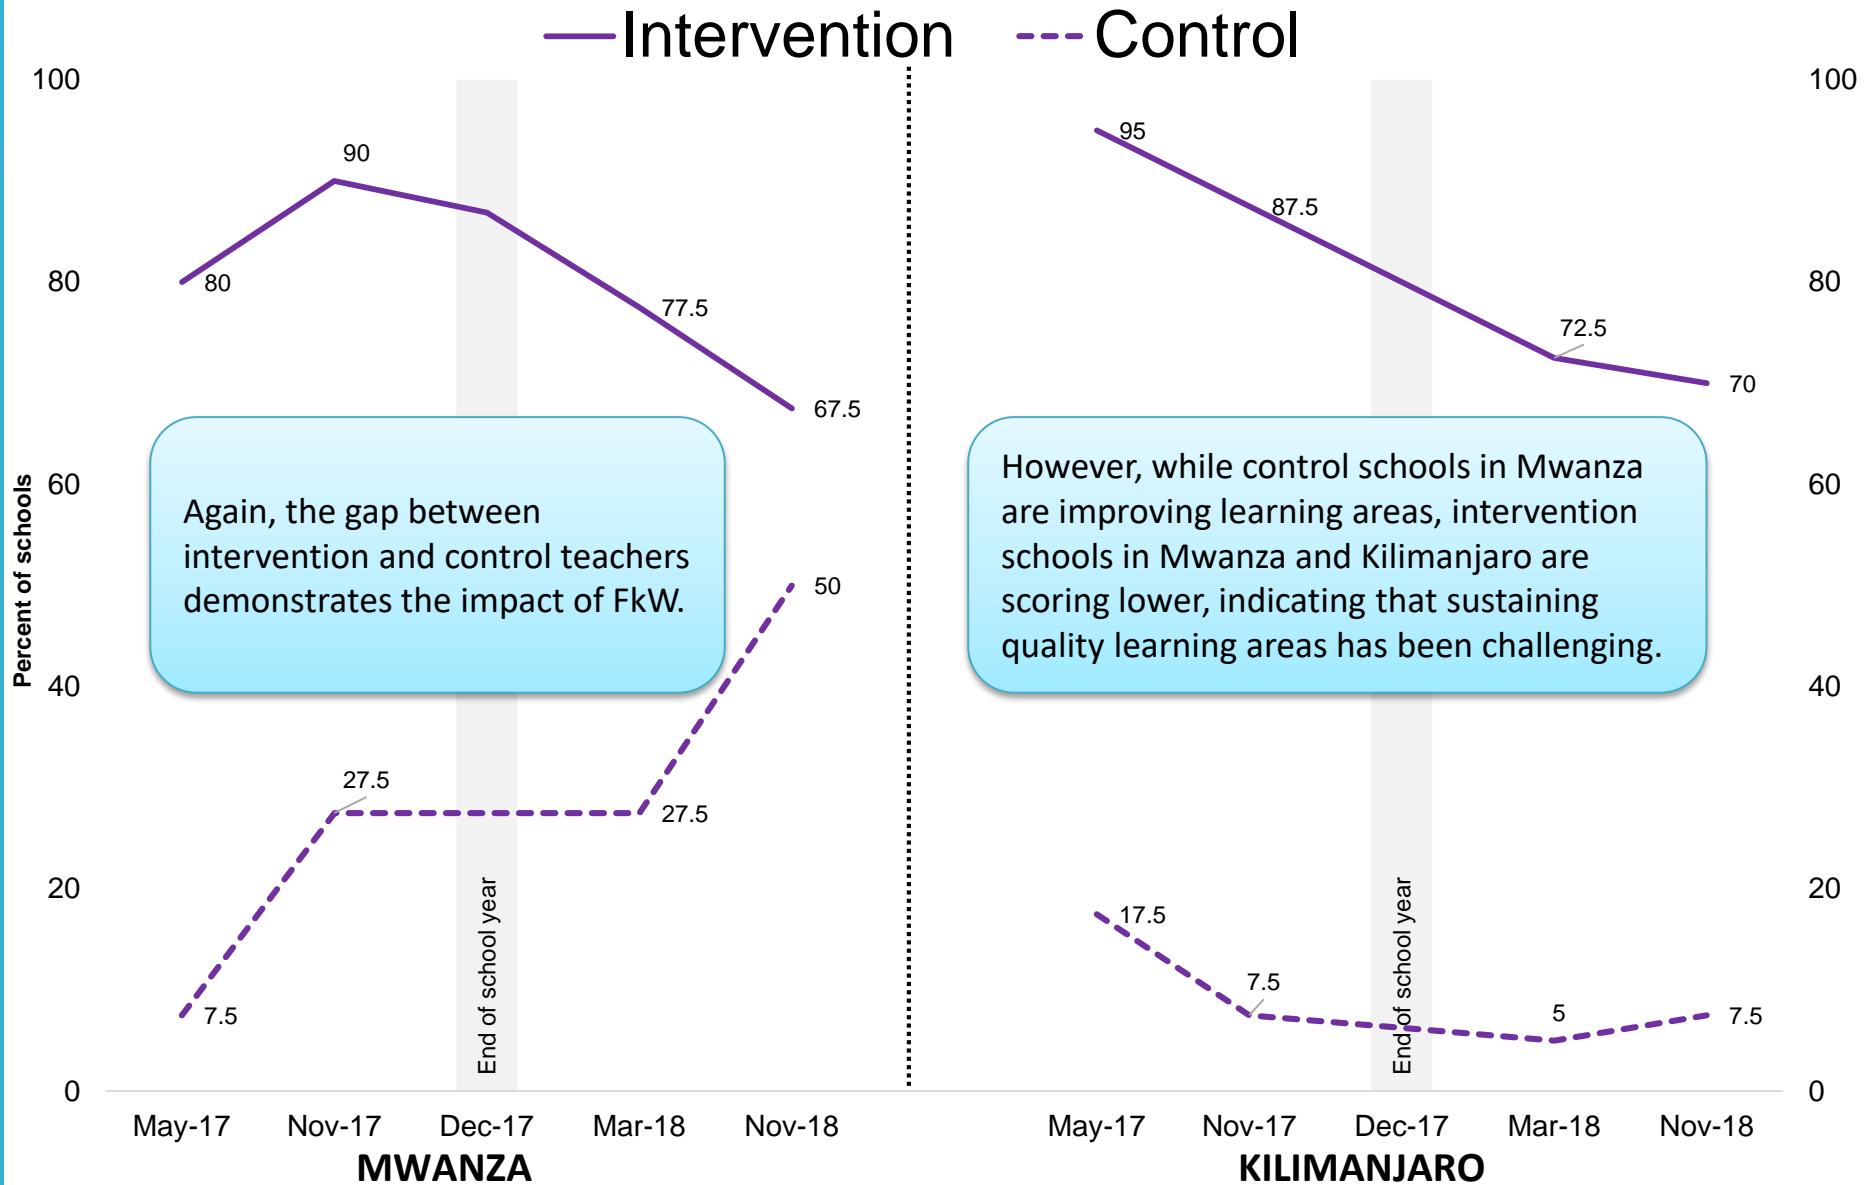 Intervention
Control
100
80
60
40
20
0
Percent of schools
90
80
77.5
67.5
Again, the gap between
intervention and control teachers
demonstrates the impact of FkW.
50
27.5
27.5
7.5
End of school year
May-17
Nov-17
Dec-17
Mar-18
Nov-18
MWANZA
95
87.5
72.5
70
However, while control schools in Mwanza
are improving learning areas, intervention
schools in Mwanza and Kilimanjaro are
scoring lower, indicating that sustaining
quality learning areas has been challenging.
17.5
7.5
5
7.5
End of school year
May-17
Nov-17
Dec-17
Mar-18
Nov-18
KILIMANJARO
100
80
60
40
20
0